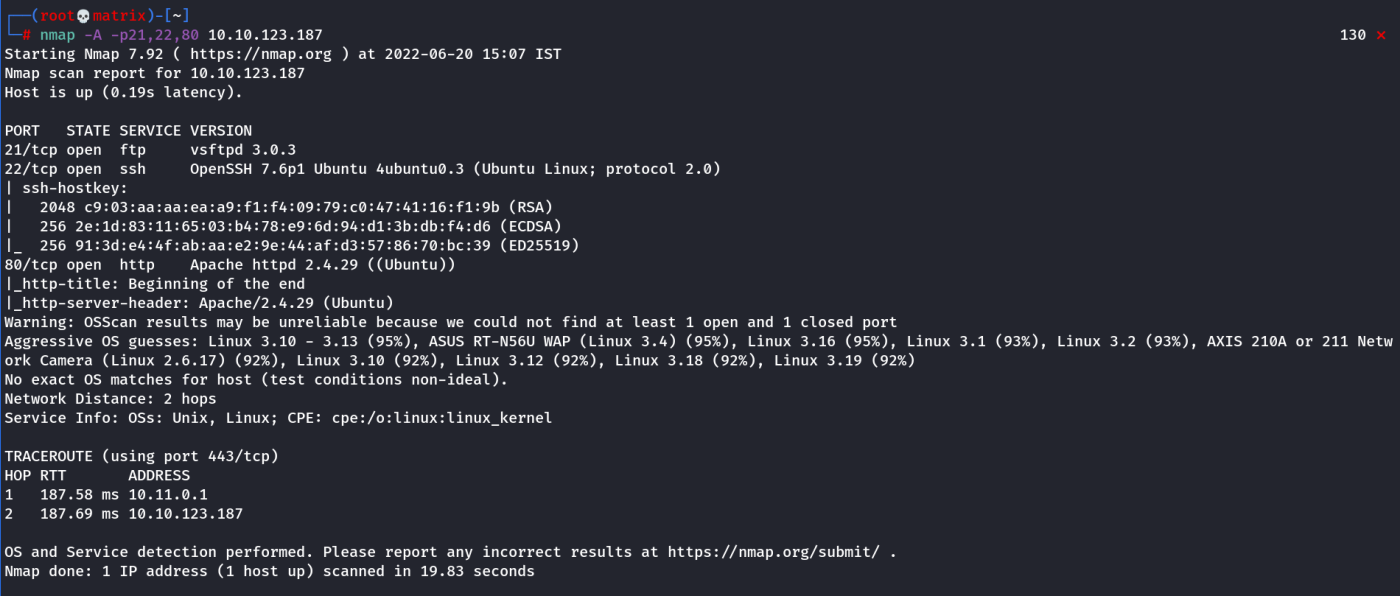 ┌──(root💀matrix)-[~]
└─# nmap -A -p21,22,80 10.10.123.187 130 ⨯
Starting Nmap 7.92 ( https://nmap.org ) at 2022-06-20 15:07 IST
Nmap scan report for 10.10.123.187
Host is up (0.19s latency).

PORT   STATE SERVICE VERSION
21/tcp open  ftp     vsftpd 3.0.3
22/tcp open  ssh     OpenSSH 7.6p1 Ubuntu 4ubuntu0.3 (Ubuntu Linux; protocol 2.0)
| ssh-hostkey:
|   2048 c9:03:aa:aa:ea:a9:f1:f4:09:79:c0:47:41:16:f1:9b (RSA)
|   256 2e:1d:83:11:65:03:b4:78:e9:6d:94:d1:3b:db:f4:d6 (ECDSA)
|_  256 91:3d:e4:4f:ab:aa:e2:9e:44:af:d3:57:86:70:bc:39 (ED25519)
80/tcp open  http    Apache httpd 2.4.29 ((Ubuntu))
|_http-title: Beginning of the end
|_http-server-header: Apache/2.4.29 (Ubuntu)
Warning: OSScan results may be unreliable because we could not find at least 1 open and 1 closed port
Aggressive OS guesses: Linux 3.10 - 3.13 (95%), ASUS RT-N56U WAP (Linux 3.4) (95%), Linux 3.16 (95%), Linux 3.1 (93%), Linux 3.2 (93%), AXIS 210A or 211 Netw
ork Camera (Linux 2.6.17) (92%), Linux 3.10 (92%), Linux 3.12 (92%), Linux 3.18 (92%), Linux 3.19 (92%)
No exact OS matches for host (test conditions non-ideal).
Network Distance: 2 hops
Service Info: OSs: Unix, Linux; CPE: cpe:/o:linux:linux_kernel

TRACEROUTE (using port 443/tcp)
HOP RTT       ADDRESS
1   187.58 ms 10.11.0.1
2   187.69 ms 10.10.123.187

OS and Service detection performed. Please report any incorrect results at https://nmap.org/submit/ .
Nmap done: 1 IP address (1 host up) scanned in 19.83 seconds